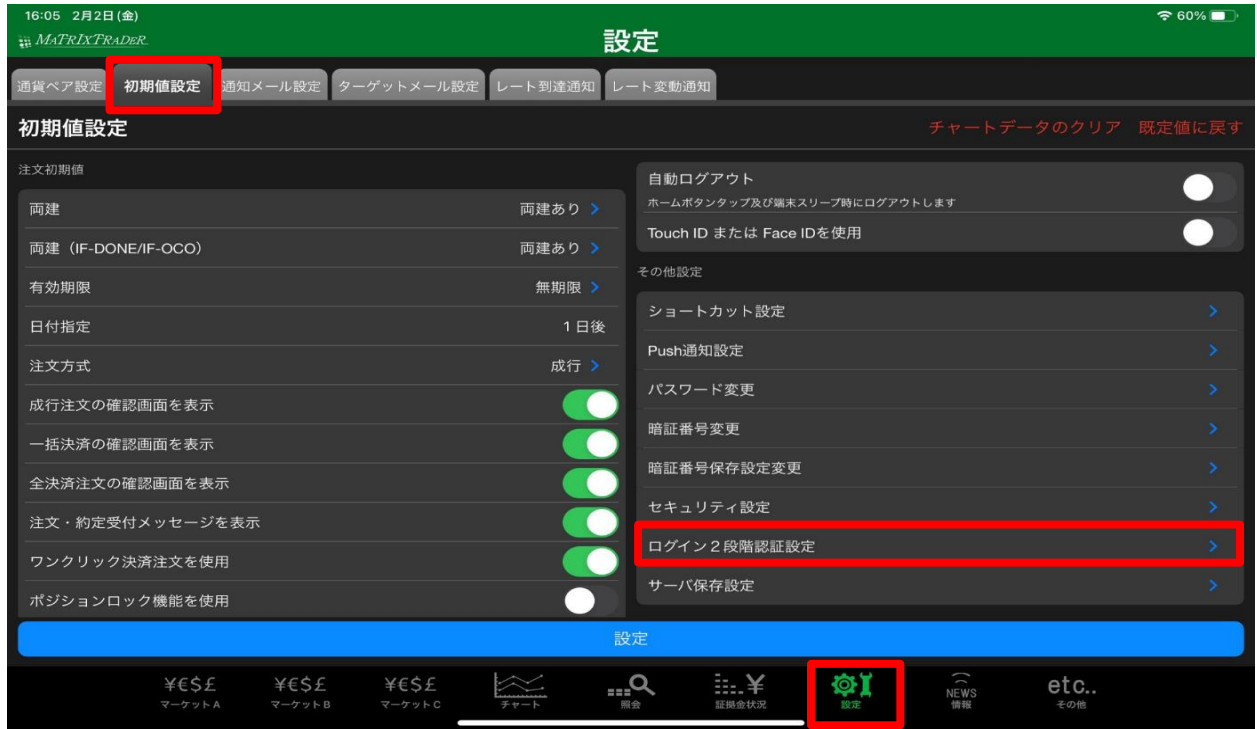 16:05 2月2日(金)
60%
MATRIXTRADER
設定
通貨ペア設定 初期値設定 通知メール設定 ターゲットメール設定 レート到達通知 レート変動通知
初期値設定
チャートデータのクリア 既定値に戻す
注文初期値
両建 両建あり
両建（IF-DONE/IF-OCO） 両建あり
有効期限 無期限
日付指定 1日後
注文方式 成行
成行注文の確認画面を表示
一括決済の確認画面を表示
全決済注文の確認画面を表示
注文・約定受付メッセージを表示
ワンクリック決済注文を使用
ポジションロック機能を使用
自動ログアウト
ホームボタンタップ及び端末スリープ時にログアウトします
Touch ID または Face IDを使用
その他設定
ショートカット設定
Push通知設定
パスワード変更
暗証番号変更
暗証番号保存設定変更
セキュリティ設定
ログイン２段階認証設定
サーバ保存設定
設定
¥€$£ ¥€$£ ¥€$£ ¥ NEWS etc..
マーケットA マーケットB マーケットC チャート 照会 証拠金状況 設定 情報 その他